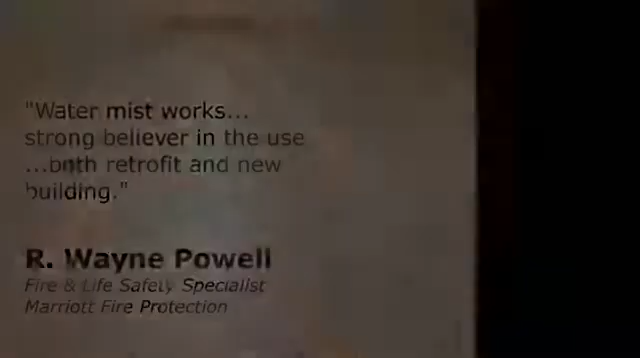 "Water mist works...
strong believer in the use
...both retrofit and new
building."
R. Wayne Powell
Fire & Life Safety Specialist
Marriott Fire Protection